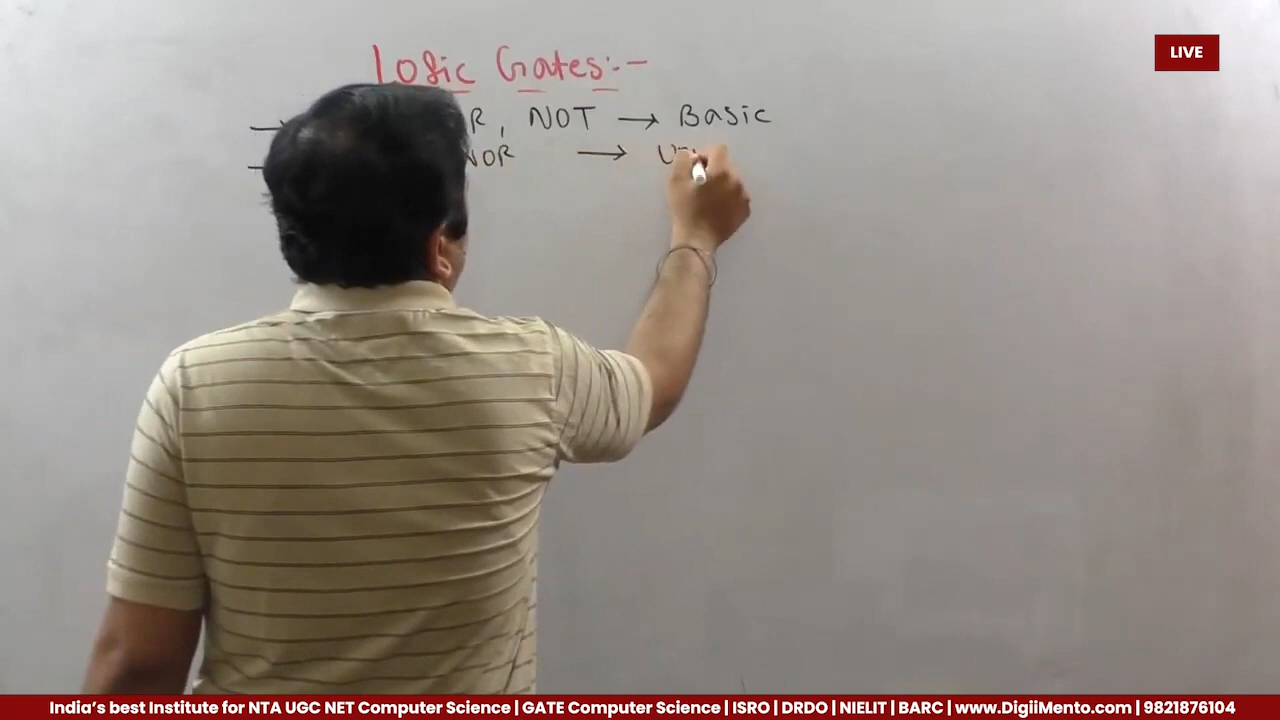 LIVE
Logic Gates:-
, NOT → Basic
NOR →
India's best Institute for NTA UGC NET Computer Science | GATE Computer Science | ISRO | DRDO | NIELIT | BARC | www.DigiiMento.com | 9821876104